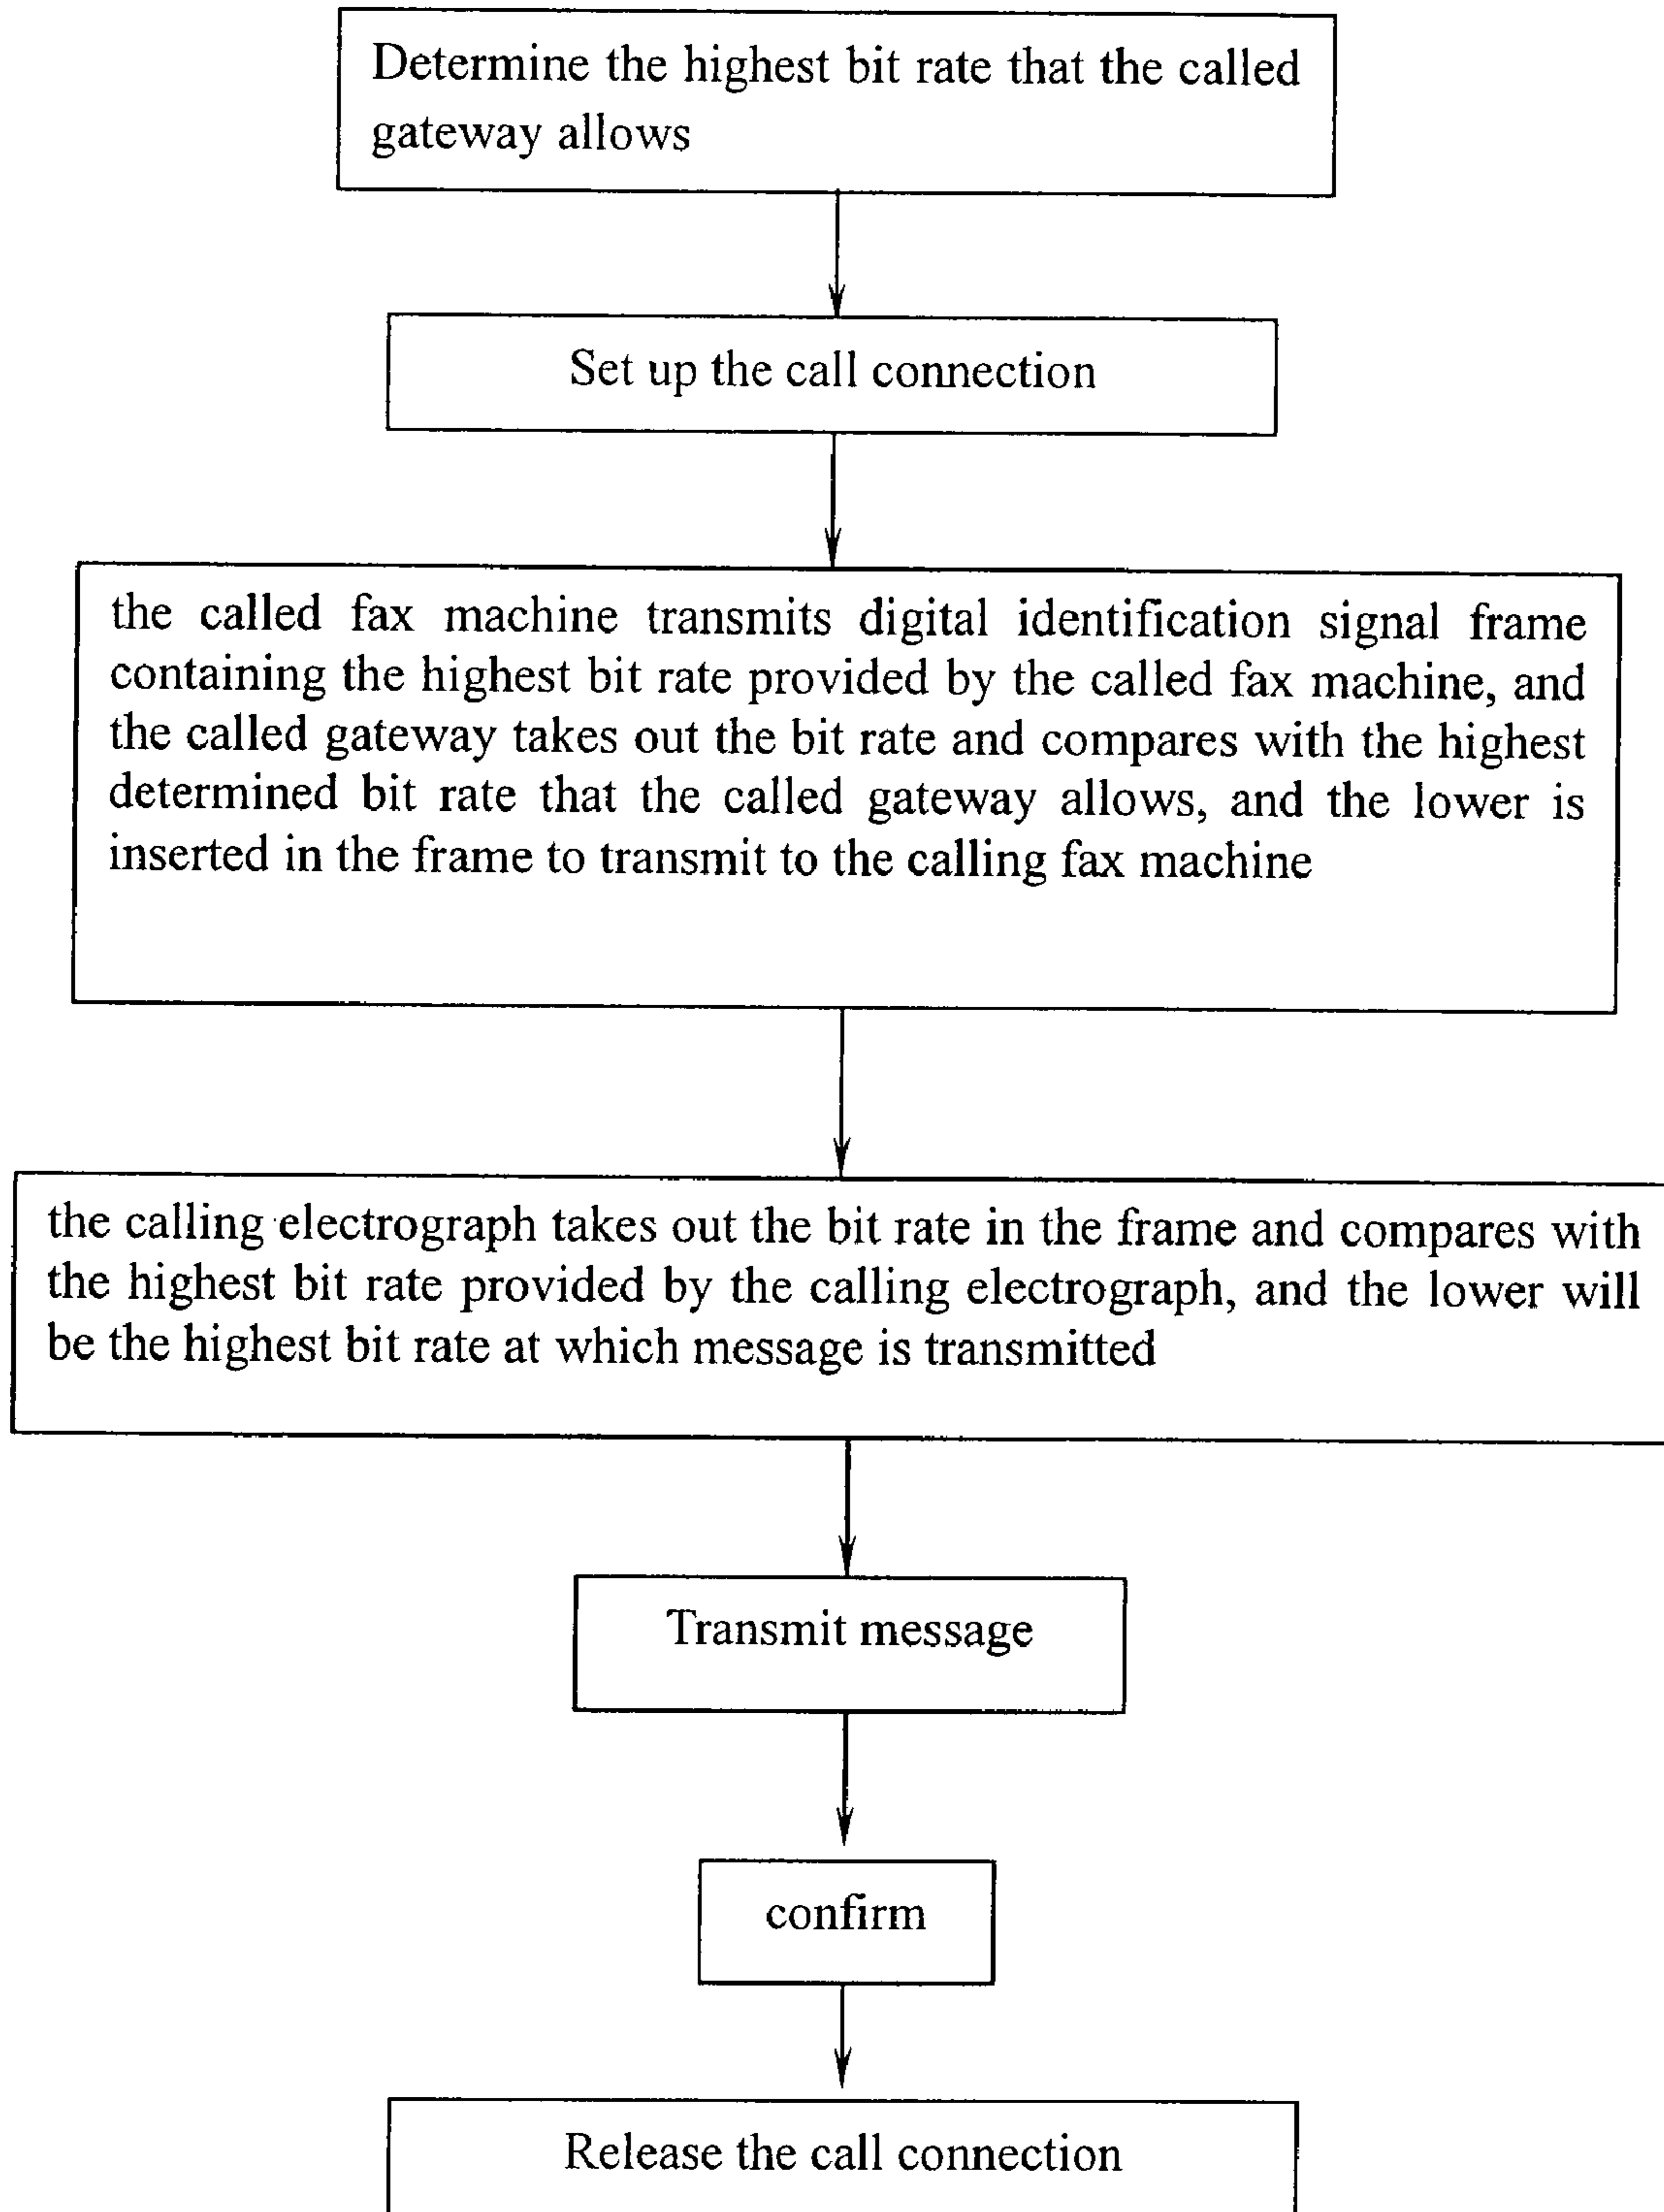 Determine the highest bit rate that the called
gateway allows
Set up the call connection
the called fax machine transmits digital identification signal frame
containing the highest bit rate provided by the called fax machine, and
the called gateway takes out the bit rate and compares with the highest
determined bit rate that the called gateway allows, and the lower is
inserted in the frame to transmit to the calling fax machine
the calling electrograph takes out the bit rate in the frame and compares with
the highest bit rate provided by the calling electrograph, and the lower will
be the highest bit rate at which message is transmitted
Transmit message
confirm
Release the call connection